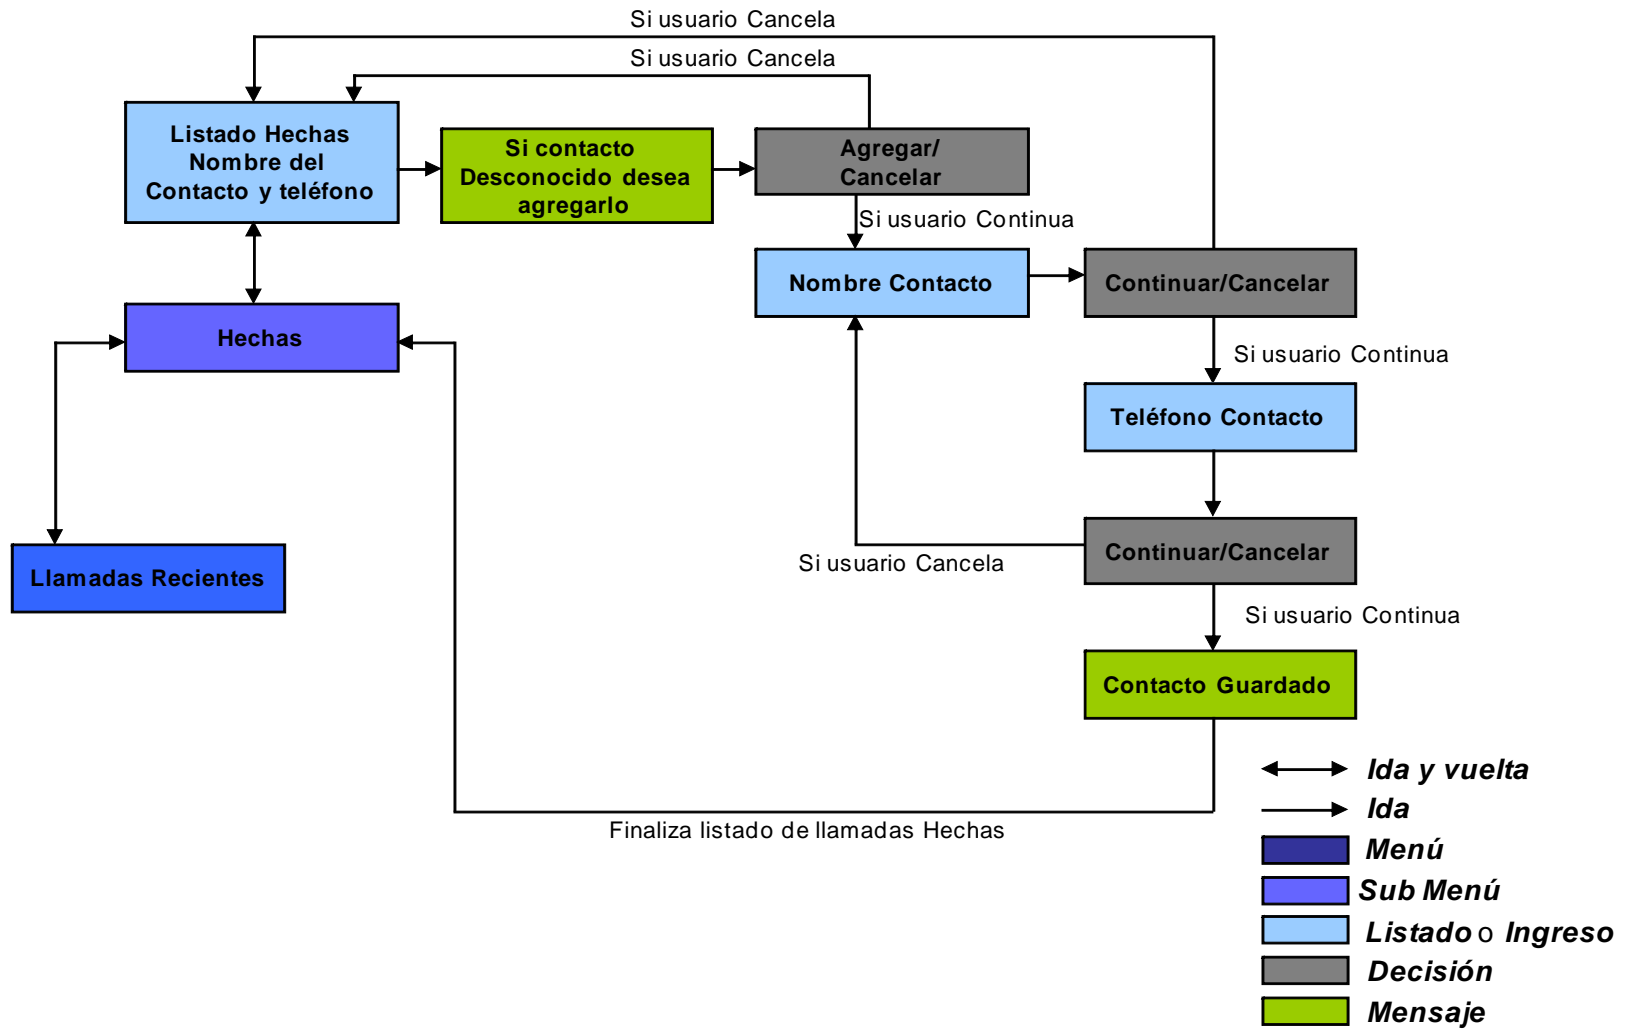 Si usuario Cancela
Si usuario Cancela
Listado Hechas
Nombre del
Contacto y teléfono
Si contacto
Desconocido desea
agregarlo
Agregar/
Cancelar
Si usuario Continua
Nombre Contacto
Continuar/Cancelar
Hechas
Si usuario Continua
Teléfono Contacto
Continuar/Cancelar
Si usuario Cancela
Llamadas Recientes
Si usuario Continua
Contacto Guardado
Finaliza listado de llamadas Hechas
Ida y vuelta
Ida
Menú
Sub Menú
Listado o Ingreso
Decisión
Mensaje